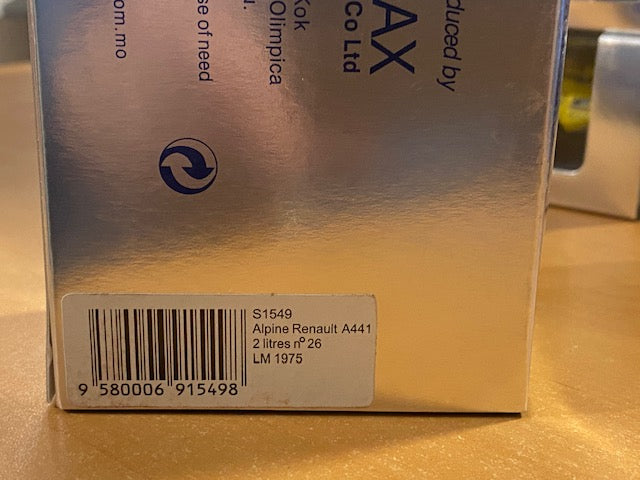 oduced by
AX
Co Ltd
Kok
Olimpica
se of need
om.mo
S1549
Alpine Renault A441
2 litres nº 26
LM 1975
9 580006 915498